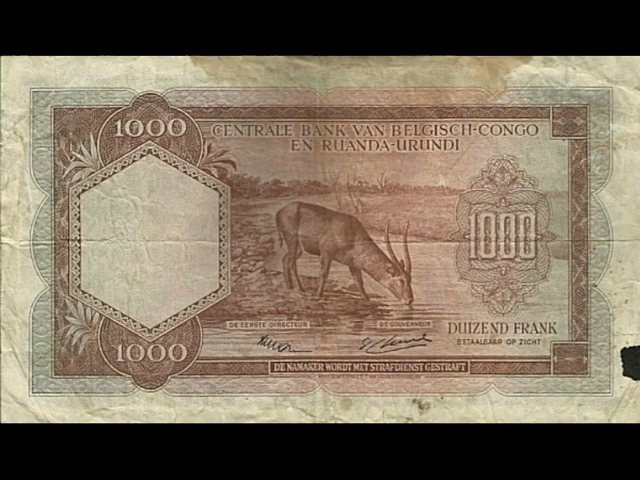 1000
CENTRALE BANK VAN BELGISCH-CONGO
EN RUANDA-URUNDI
1000
DE EERSTE DIRECTEUR
DE GOUVERNEUR
DUIZEND FRANK
BETAALBAAR OP ZICHT
1000
DE NAMAKER WORDT MET STRAFDIENST GESTRAFT